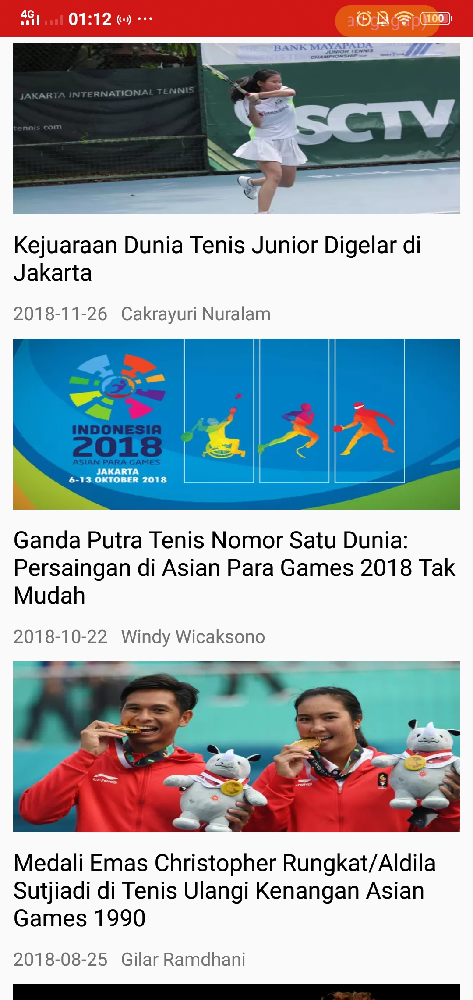 4G 01:12 ... 100
an gagap)
BANK MAYAPADA
JUNIOR TENNIS
CHAMPIONSHIP
JAKARTA INTERNATIONAL TENNIS
tennis.com
SCTV
Kejuaraan Dunia Tenis Junior Digelar di
Jakarta
2018-11-26 Cakrayuri Nuralam
INDONESIA
2018
ASIAN PARA GAMES
JAKARTA
6-13 OKTOBER 2018
Ganda Putra Tenis Nomor Satu Dunia:
Persaingan di Asian Para Games 2018 Tak
Mudah
2018-10-22 Windy Wicaksono
LI-NING
Medali Emas Christopher Rungkat/Aldila
Sutjiadi di Tenis Ulangi Kenangan Asian
Games 1990
2018-08-25 Gilar Ramdhani